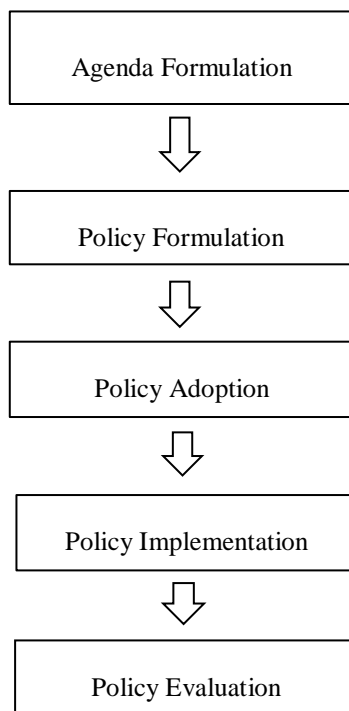 Agenda Formulation
Policy Formulation
Policy Adoption
Policy Implementation
Policy Evaluation